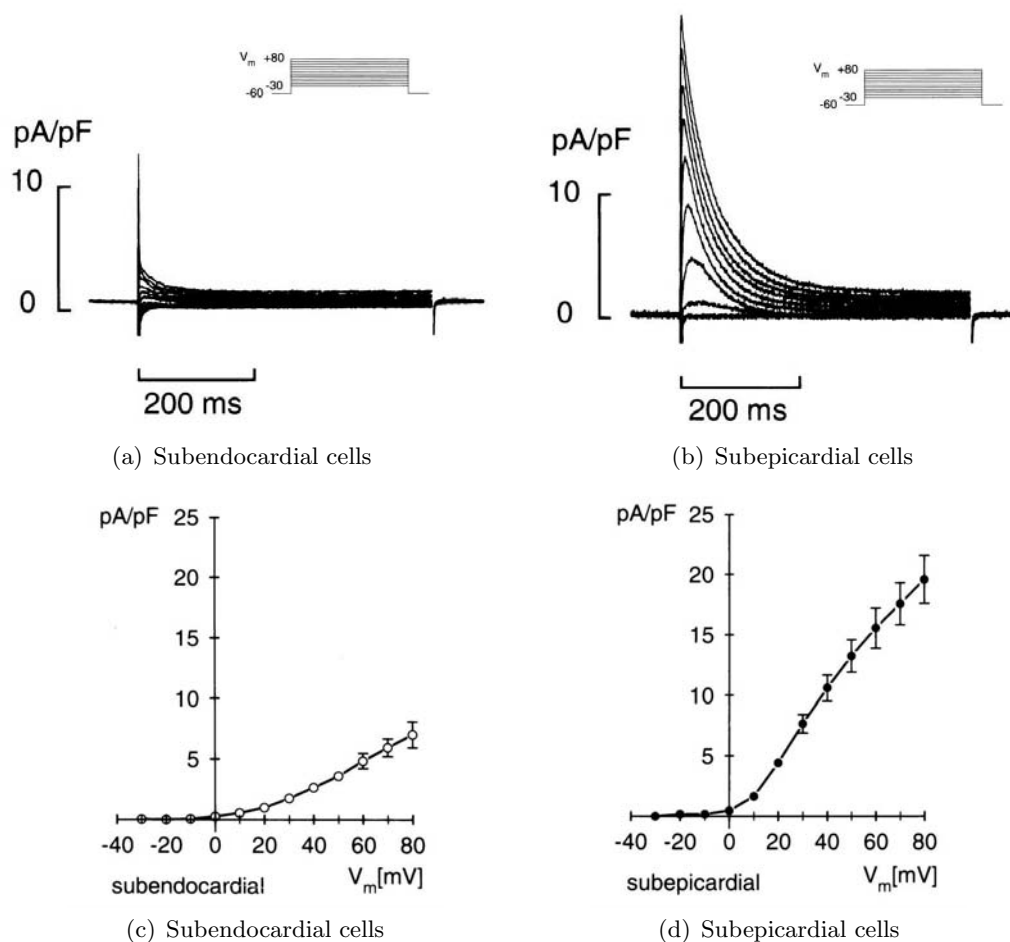 V_m +80
-30
-60
pA/pF
10
0
200 ms
(a) Subendocardial cells
V_m +80
-30
-60
pA/pF
10
0
200 ms
(b) Subepicardial cells
pA/pF
25
20
15
10
5
-40 -20 0 20 40 60 80
subendocardial V_m[mV]
(c) Subendocardial cells
pA/pF
25
20
15
10
5
-40 -20 0 20 40 60 80
subepicardial V_m[mV]
(d) Subepicardial cells